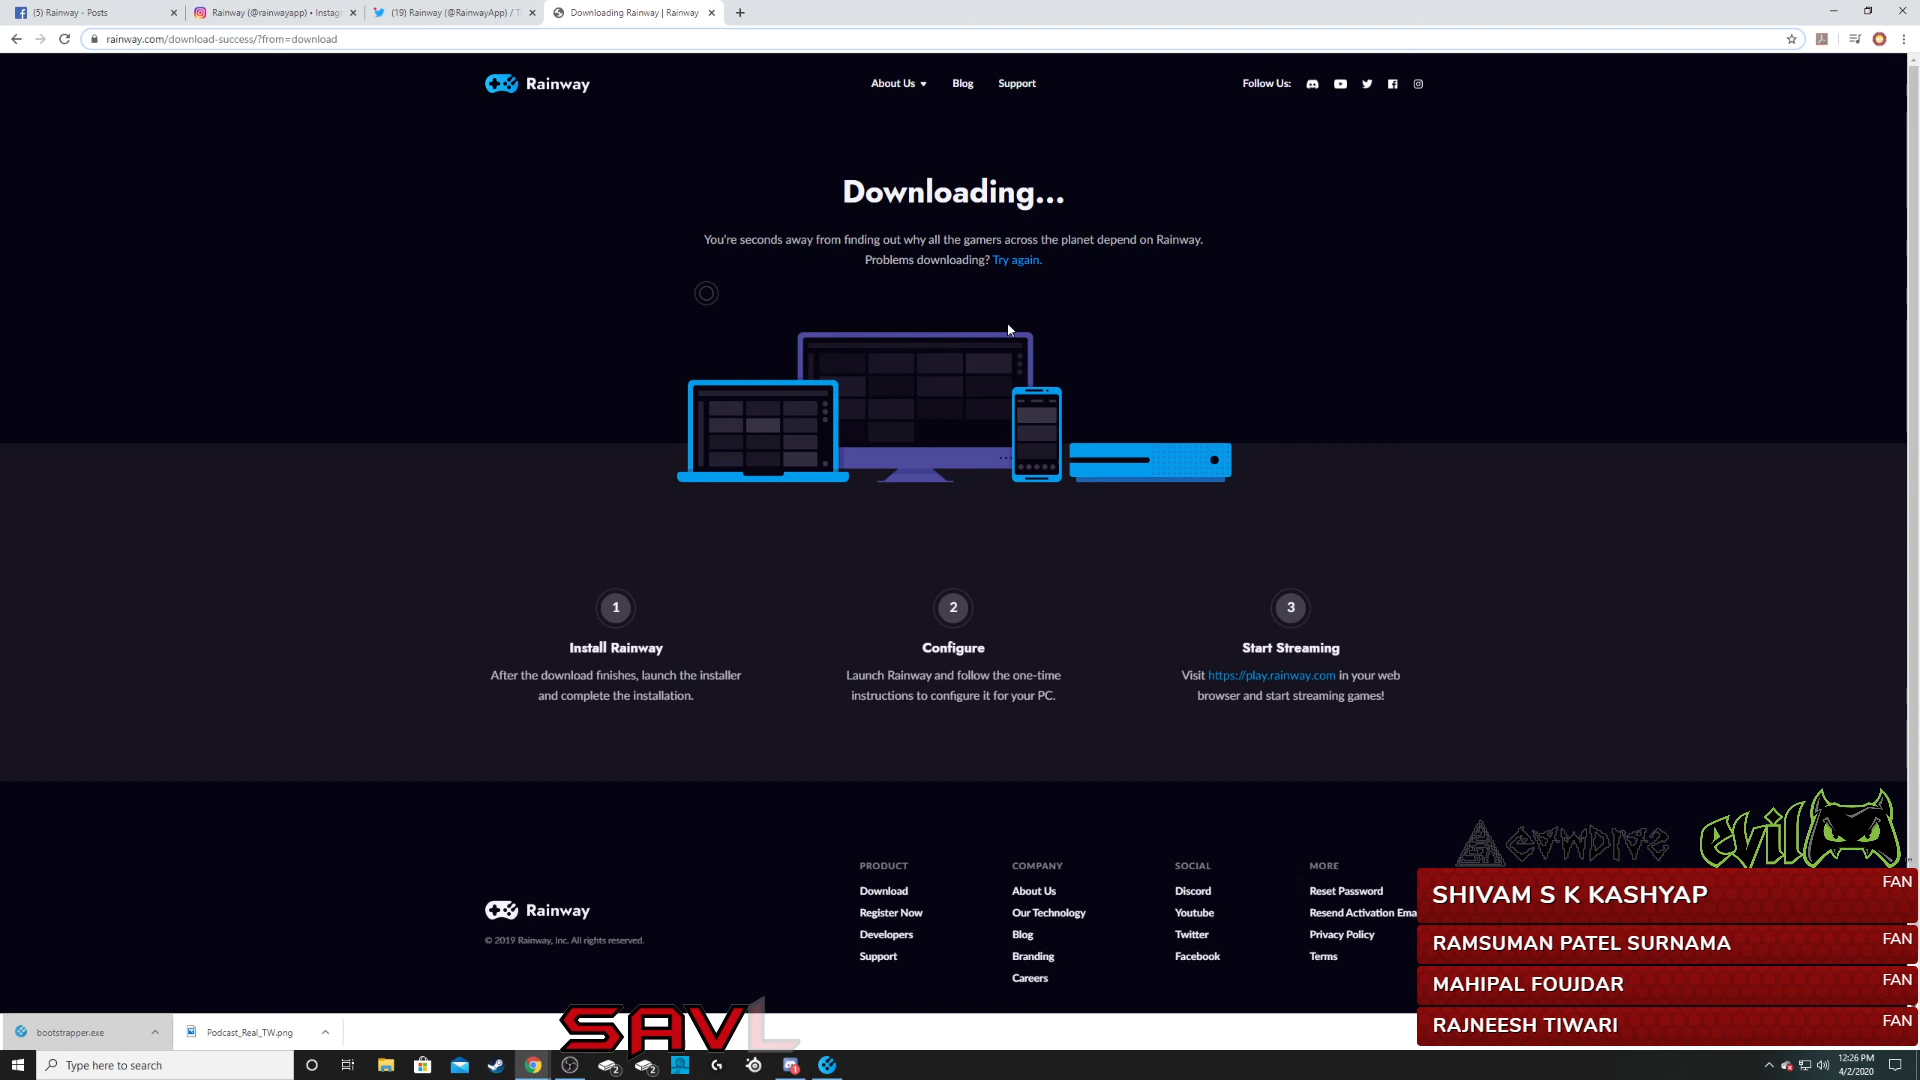 (5) Rainway - Posts
Rainway (@rainwayapp) • Instag
(19) Rainway (@RainwayApp) / T
Downloading Rainway | Rainway
rainway.com/download-success/?from=download
Rainway
About Us
Blog
Support
Follow Us:
Downloading...
You're seconds away from finding out why all the gamers across the planet depend on Rainway.
Problems downloading? Try again.
1
2
3
Install Rainway
Configure
Start Streaming
After the download finishes, launch the installer
and complete the installation.
Launch Rainway and follow the one-time
instructions to configure it for your PC.
Visit https://play.rainway.com in your web
browser and start streaming games!
PRODUCT
Download
Register Now
Developers
Support
COMPANY
About Us
Our Technology
Blog
Branding
Careers
SOCIAL
Discord
Youtube
Twitter
Facebook
MORE
Reset Password
Resend Activation Ema
Privacy Policy
Terms
Rainway
© 2019 Rainway, Inc. All rights reserved.
evil
SHIVAM S K KASHYAP FAN
RAMSUMAN PATEL SURNAMA FAN
MAHIPAL FOUJDAR FAN
RAJNEESH TIWARI FAN
SAVL
bootstrapper.exe
Podcast_Real_TW.png
Type here to search
2
2
1
12:26 PM
4/2/2020